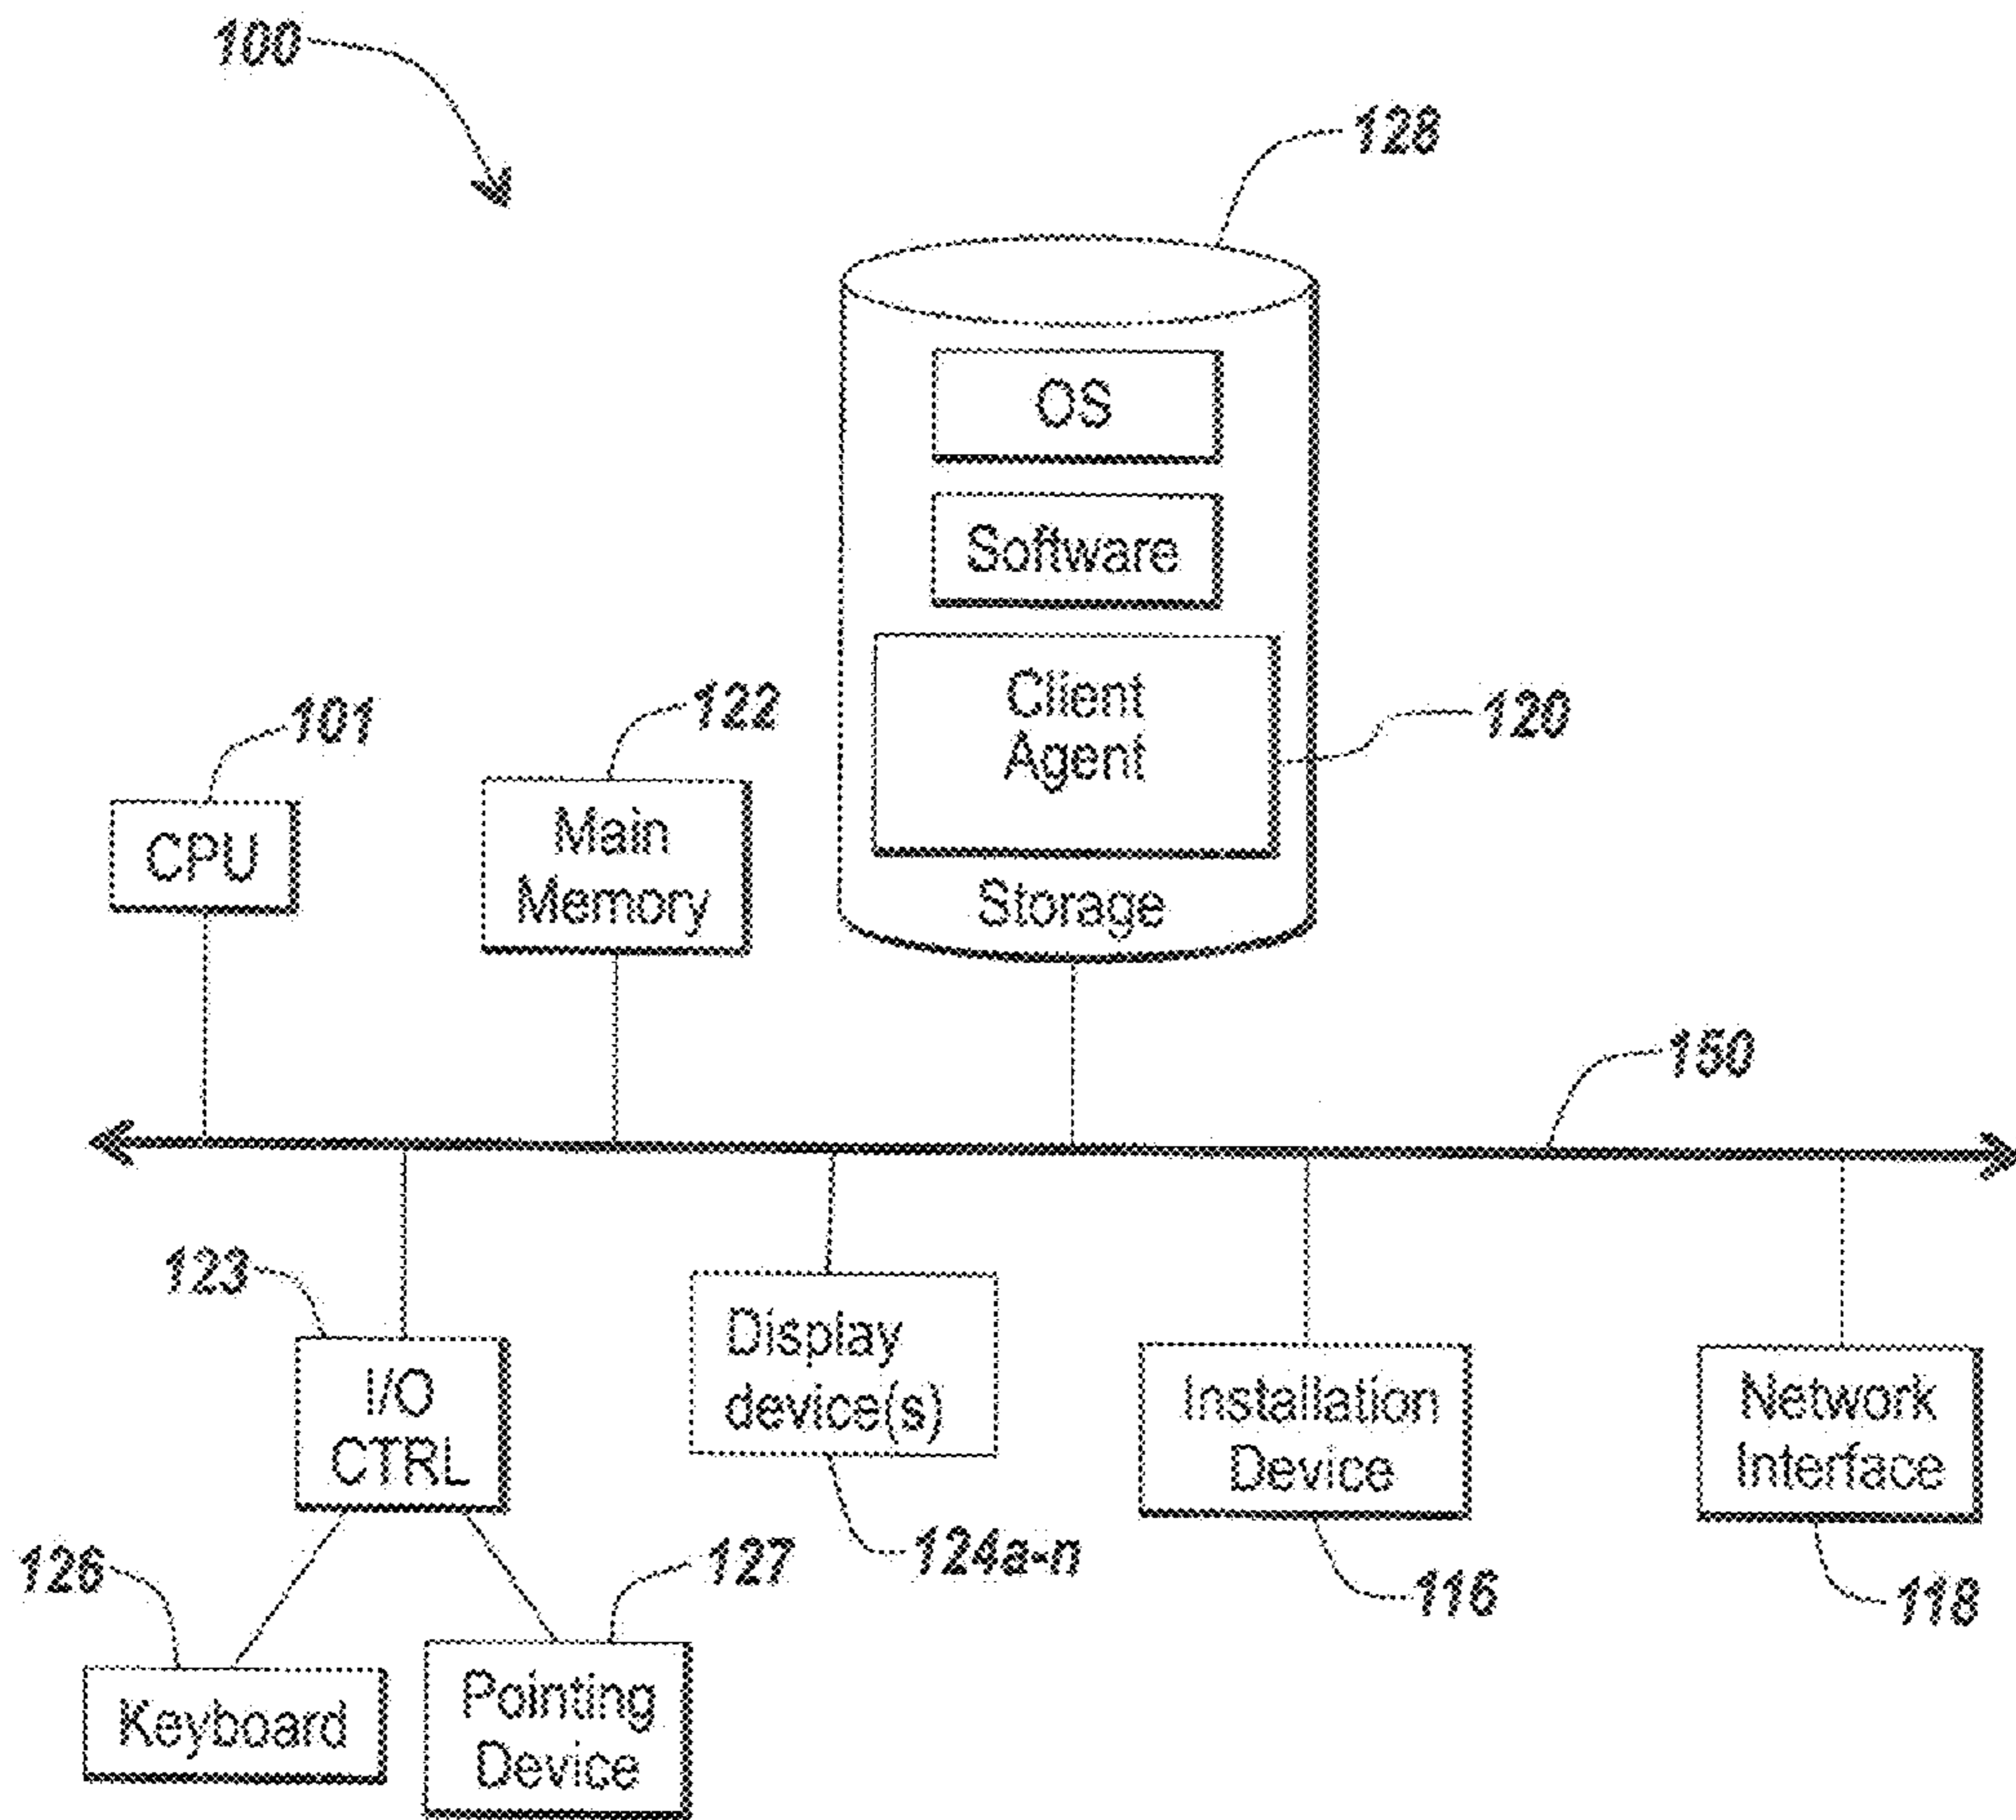 100
128
OS
Software
Client
Agent
120
Storage
101
CPU
122
Main
Memory
150
123
I/O
CTRL
Display
device(s)
124a-n
Installation
Device
116
Network
Interface
118
126
Keyboard
127
Pointing
Device